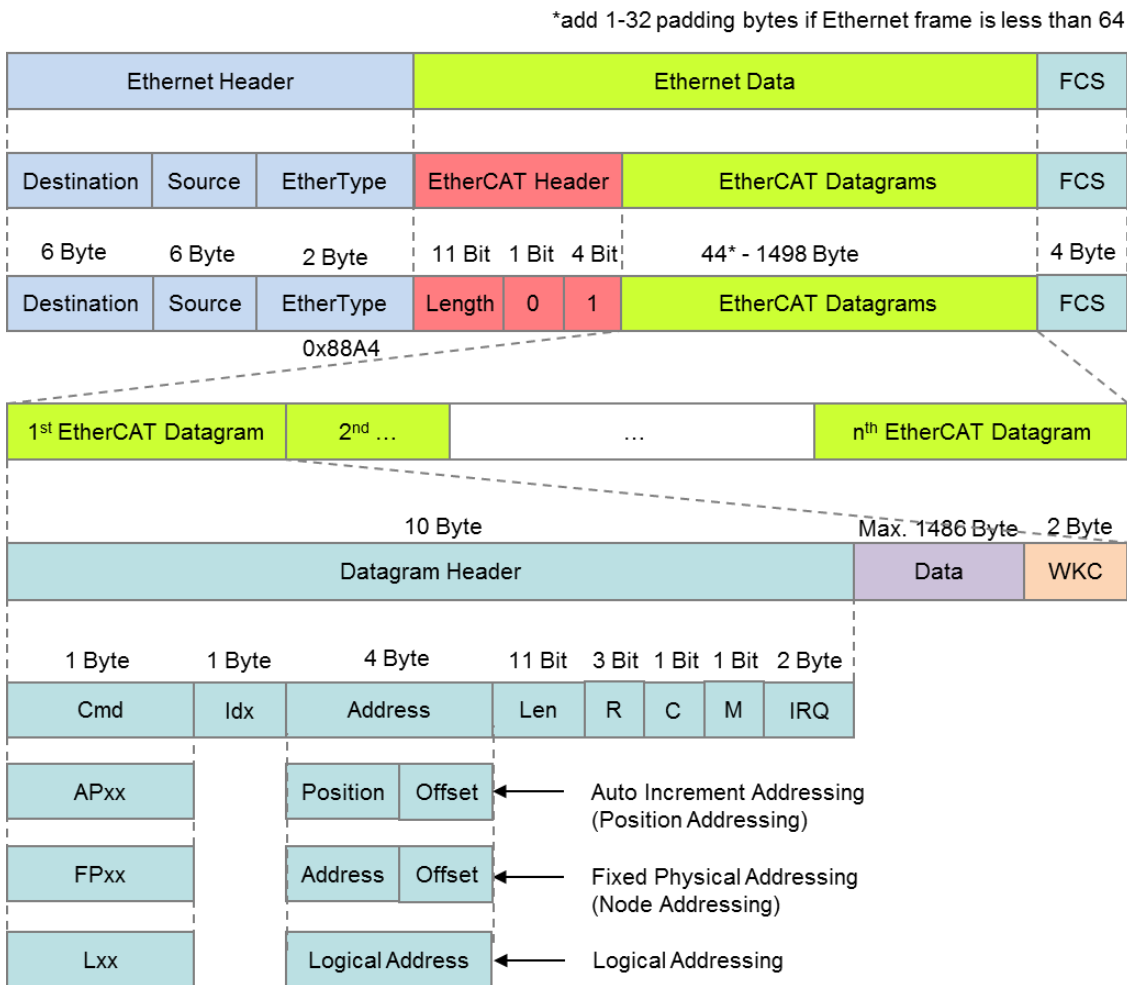 *add 1-32 padding bytes if Ethernet frame is less than 64
Ethernet Header Ethernet Data FCS
Destination Source EtherType EtherCAT Header EtherCAT Datagrams FCS
6 Byte 6 Byte 2 Byte 11 Bit 1 Bit 4 Bit 44* - 1498 Byte 4 Byte
Destination Source EtherType Length 0 1 EtherCAT Datagrams FCS
0x88A4
1st EtherCAT Datagram 2nd ... ... nth EtherCAT Datagram
10 Byte Max. 1486 Byte 2 Byte
Datagram Header Data WKC
1 Byte 1 Byte 4 Byte 11 Bit 3 Bit 1 Bit 1 Bit 2 Byte
Cmd Idx Address Len R C M IRQ
APxx Position Offset Auto Increment Addressing
(Position Addressing)
FPxx Address Offset Fixed Physical Addressing
(Node Addressing)
Lxx Logical Address Logical Addressing